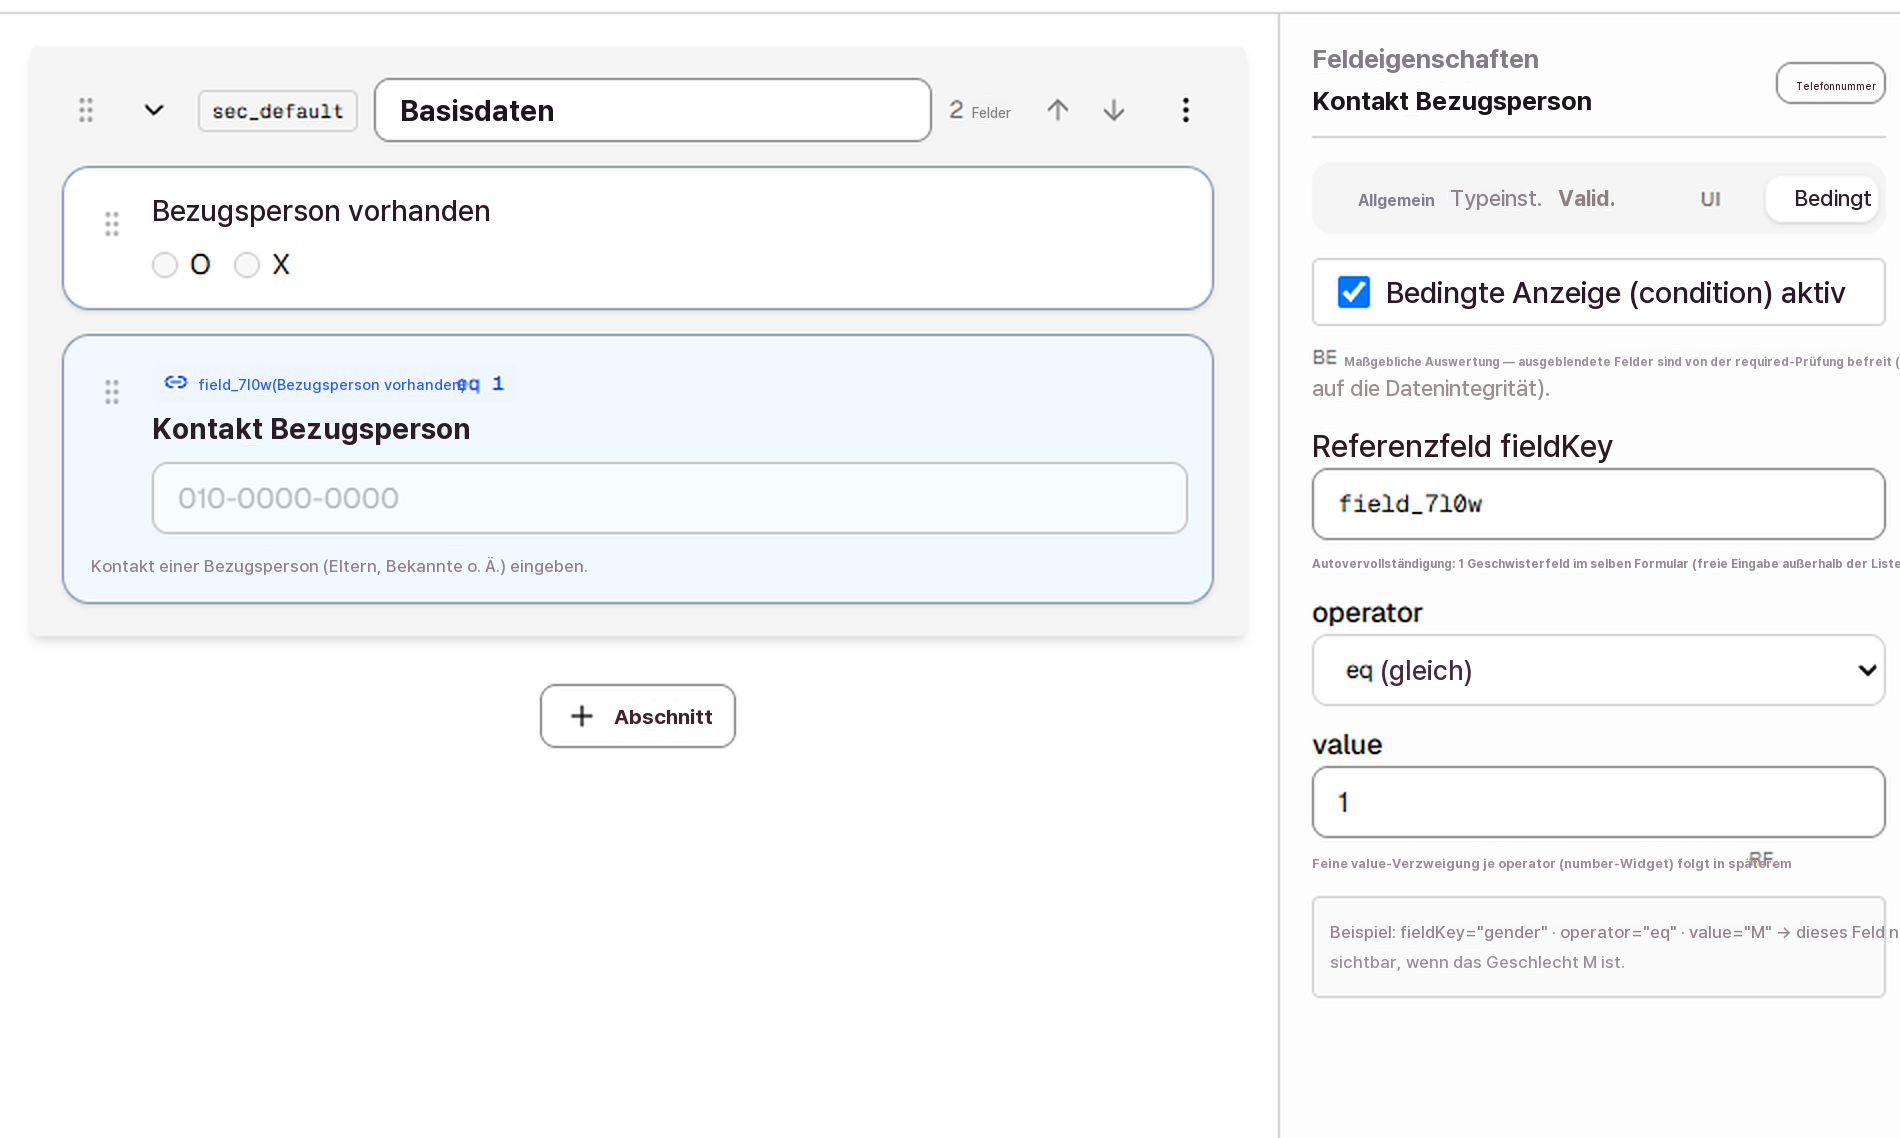 sec_default
Basisdaten
2 Felder
Bezugsperson vorhanden
O X
field_7l0w(Bezugsperson vorhanden) eq 1
Kontakt Bezugsperson
010-0000-0000
Kontakt einer Bezugsperson (Eltern, Bekannte o. Ä.) eingeben.
Abschnitt
Feldeigenschaften
Kontakt Bezugsperson
Telefonnummer
Allgemein Typeinst. Valid. UI Bedingt
Bedingte Anzeige (condition) aktiv
BE Maßgebliche Auswertung — ausgeblendete Felder sind von der required-Prüfung befreit (
auf die Datenintegrität).
Referenzfeld fieldKey
field_7l0w
Autovervollständigung: 1 Geschwisterfeld im selben Formular (freie Eingabe außerhalb der Liste
operator
eq (gleich)
value
1
Feine value-Verzweigung je operator (number-Widget) folgt in späterem
Beispiel: fieldKey="gender" · operator="eq" · value="M" → dieses Feld n
sichtbar, wenn das Geschlecht M ist.